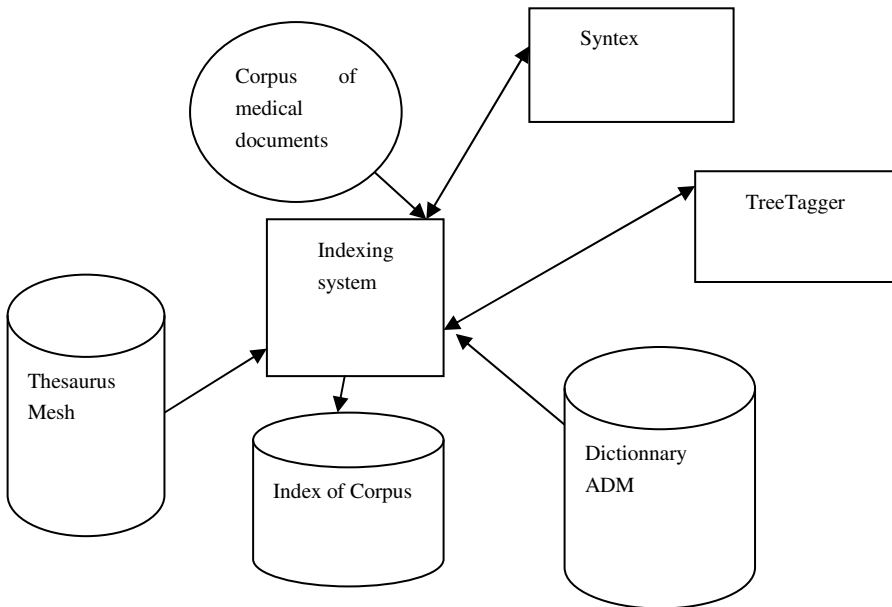 Corpus of
medical
documents
Syntex
TreeTagger
Indexing
system
Thesaurus
Mesh
Index of Corpus
Dictionnary
ADM